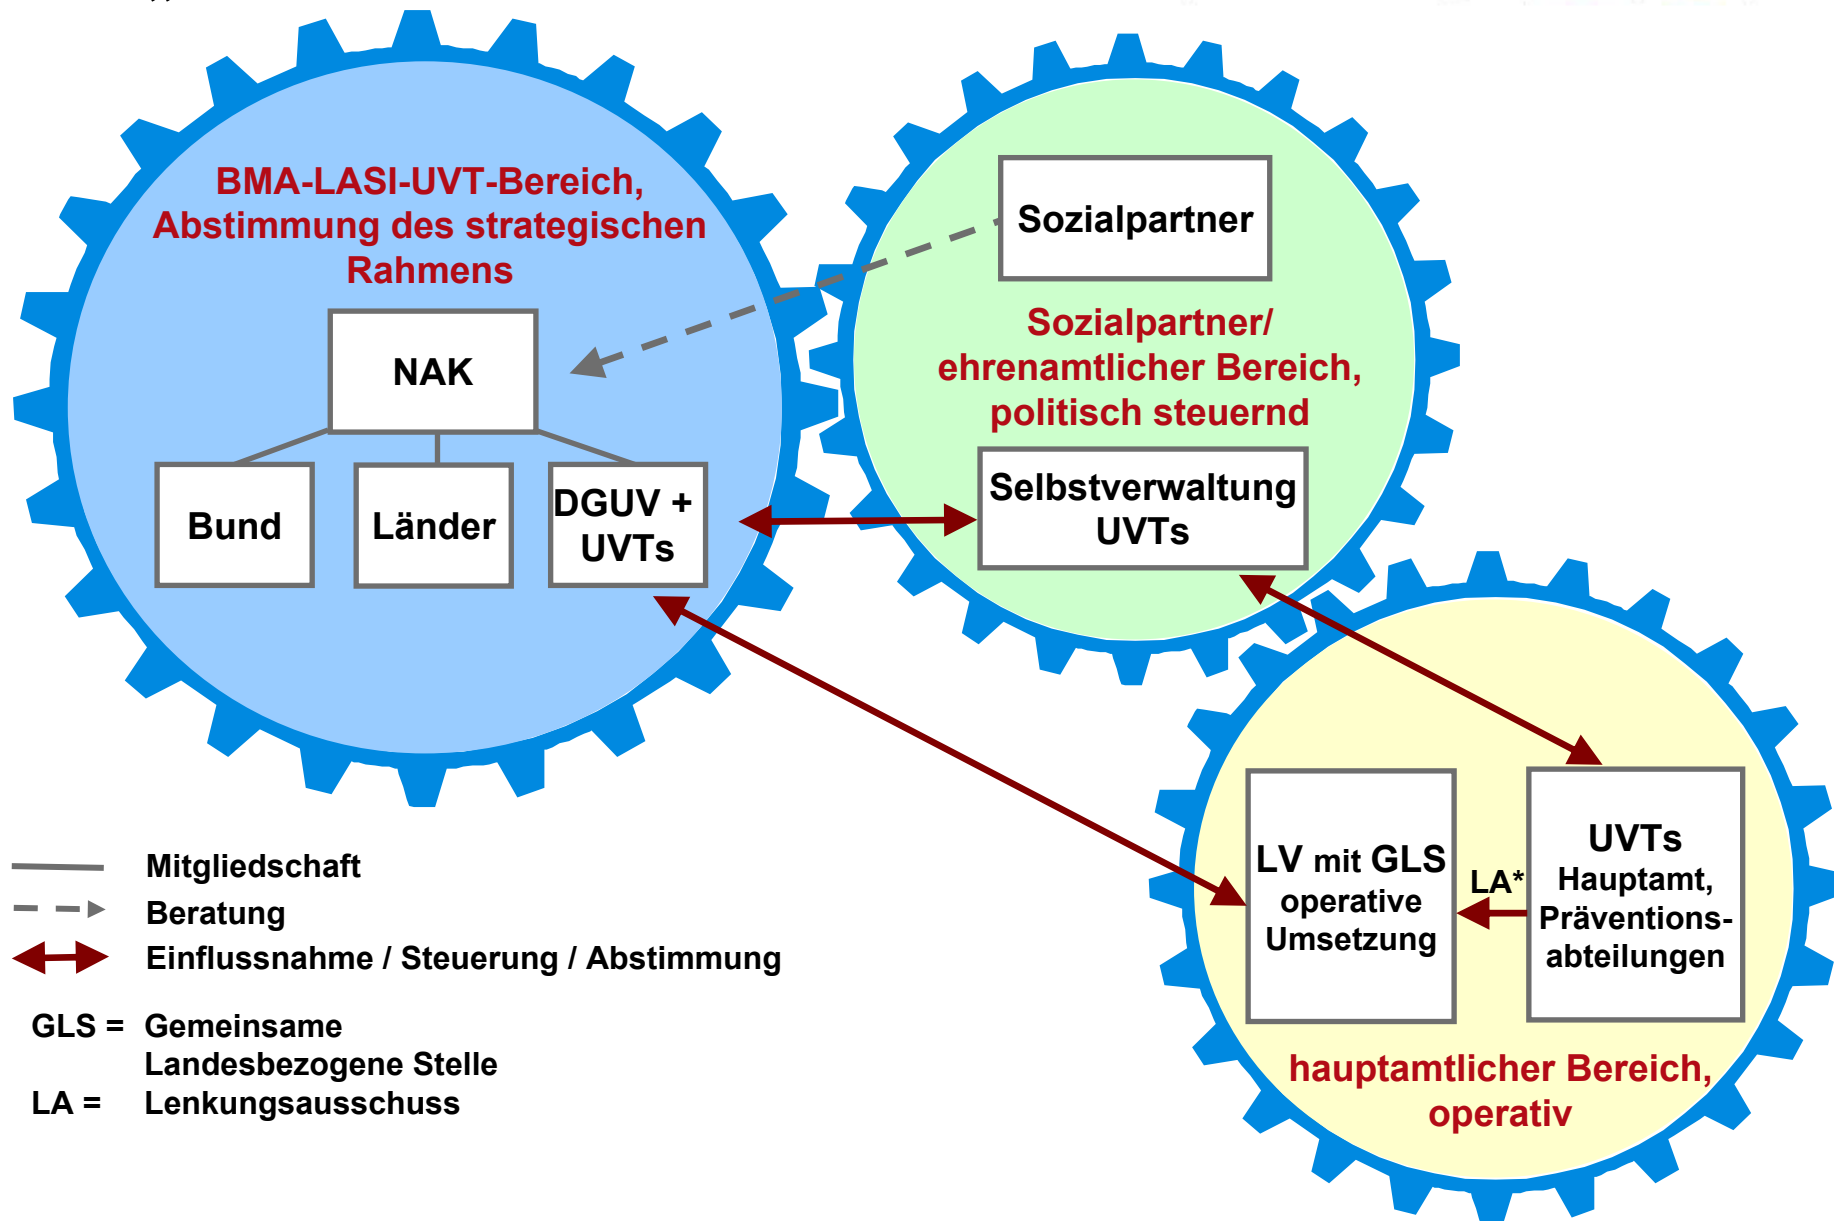 BMA-LASI-UVT-Bereich,
Abstimmung des strategischen
Rahmens
NAK
Bund
Länder
DGUV +
UVTs
Sozialpartner
Sozialpartner/
ehrenamtlicher Bereich,
politisch steuernd
Selbstverwaltung
UVTs
LV mit GLS
operative
Umsetzung
LA*
UVTs
Hauptamt,
Präventions-
abteilungen
hauptamtlicher Bereich,
operativ
Mitgliedschaft
Beratung
Einflussnahme / Steuerung / Abstimmung
GLS = Gemeinsame
Landesbezogene Stelle
LA = Lenkungsausschuss